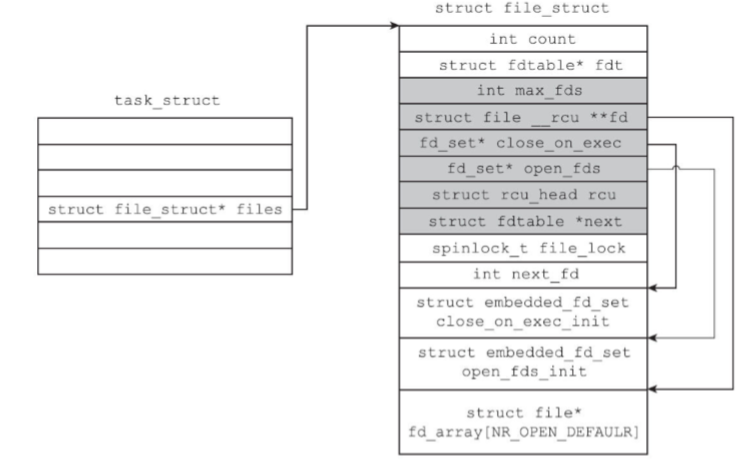 struct file_struct
int count
struct fdtable* fdt
int max_fds
task_struct
struct file __rcu **fd
fd_set* close_on_exec
fd_set* open_fds
struct rcu_head rcu
struct file_struct* files
struct fdtable *next
spinlock_t file_lock
int next_fd
struct embedded_fd_set
close_on_exec_init
struct embedded_fd_set
open_fds_init
struct file*
fd_array[NR_OPEN_DEFAULR]